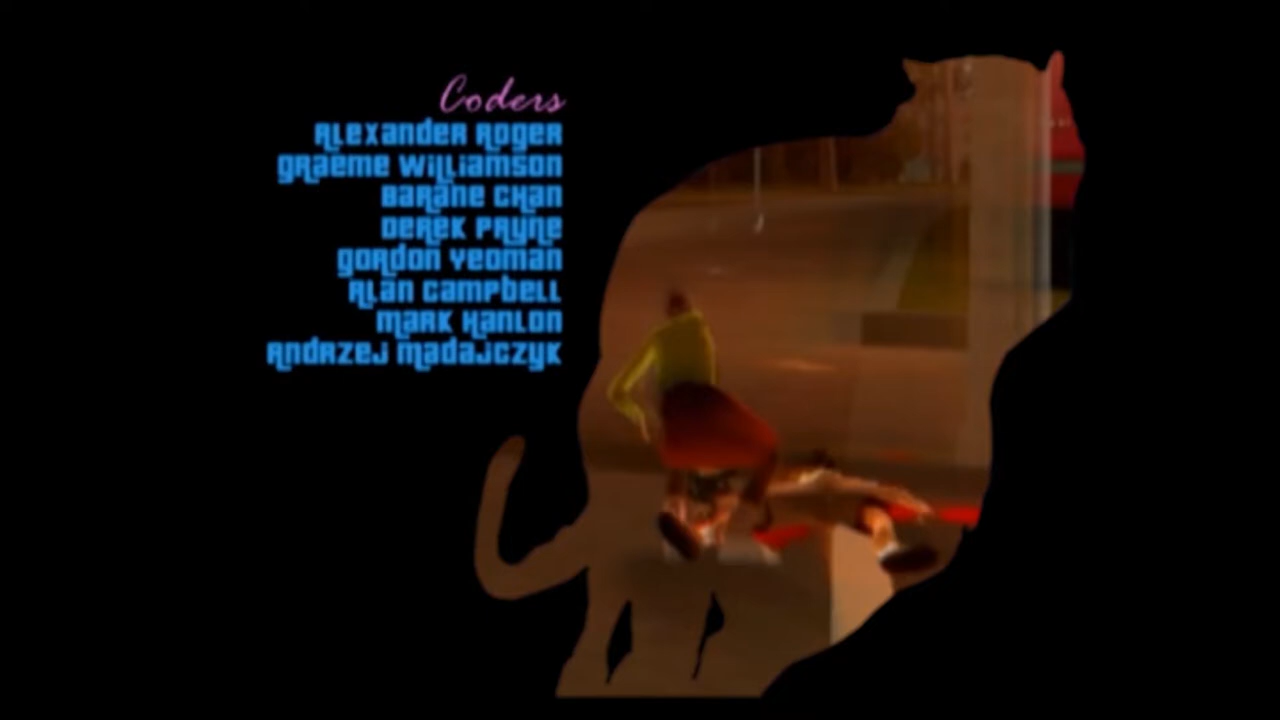 Coders
Alexander Roger
Graeme Williamson
Barane Chan
Derek Payne
Gordon Yeoman
Alan Campbell
Mark Hanlon
Andrzej Madajczyk